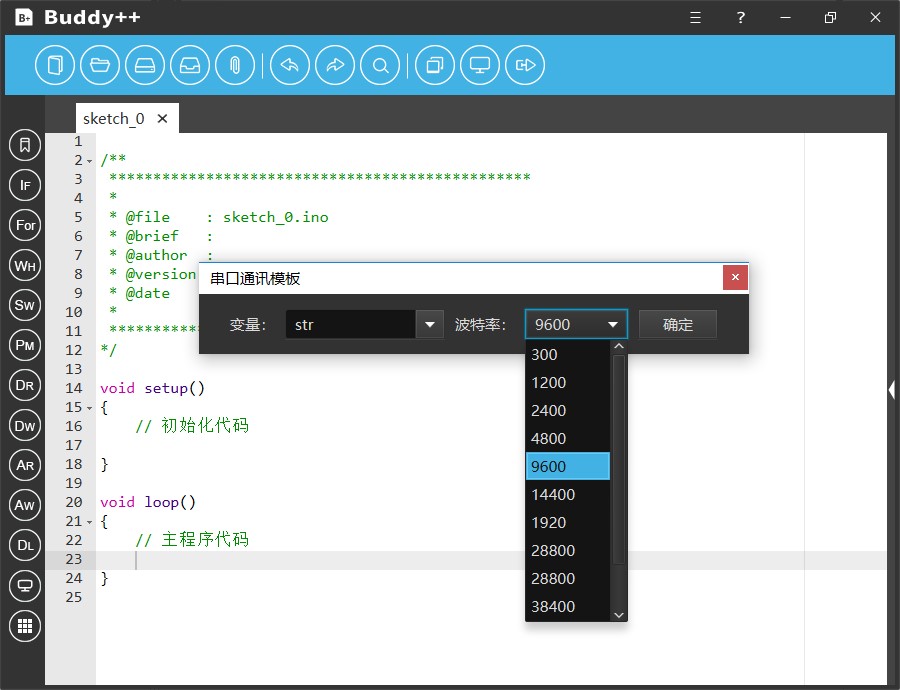 B+ Buddy++
sketch_0
1
2 /**
3 ************************************************
4 *
5 * @file : sketch_0.ino
6 * @brief :
7 * @author :
8 * @version
9 * @date
10 *
11 **********
12 */
13
14 void setup()
15 {
16 // 初始化代码
17
18 }
19
20 void loop()
21 {
22 // 主程序代码
23
24 }
25
IF
For
WH
SW
PM
DR
DW
AR
AW
DL
串口通讯模板
变量: str 波特率: 9600 确定
300
1200
2400
4800
9600
14400
1920
28800
28800
38400